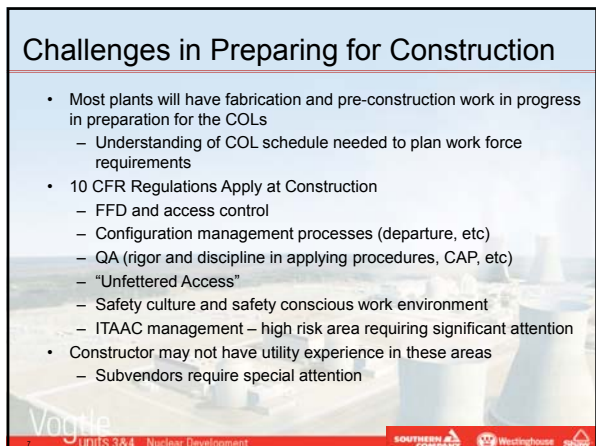 Challenges in Preparing for Construction
• Most plants will have fabrication and pre-construction work in progress
in preparation for the COLs
– Understanding of COL schedule needed to plan work force
requirements
• 10 CFR Regulations Apply at Construction
– FFD and access control
– Configuration management processes (departure, etc)
– QA (rigor and discipline in applying procedures, CAP, etc)
– “Unfettered Access”
– Safety culture and safety conscious work environment
– ITAAC management – high risk area requiring significant attention
• Constructor may not have utility experience in these areas
– Subvendors require special attention
Vogtle
units 3&4 Nuclear Development
7
SOUTHERN COMPANY
Westinghouse
Shaw